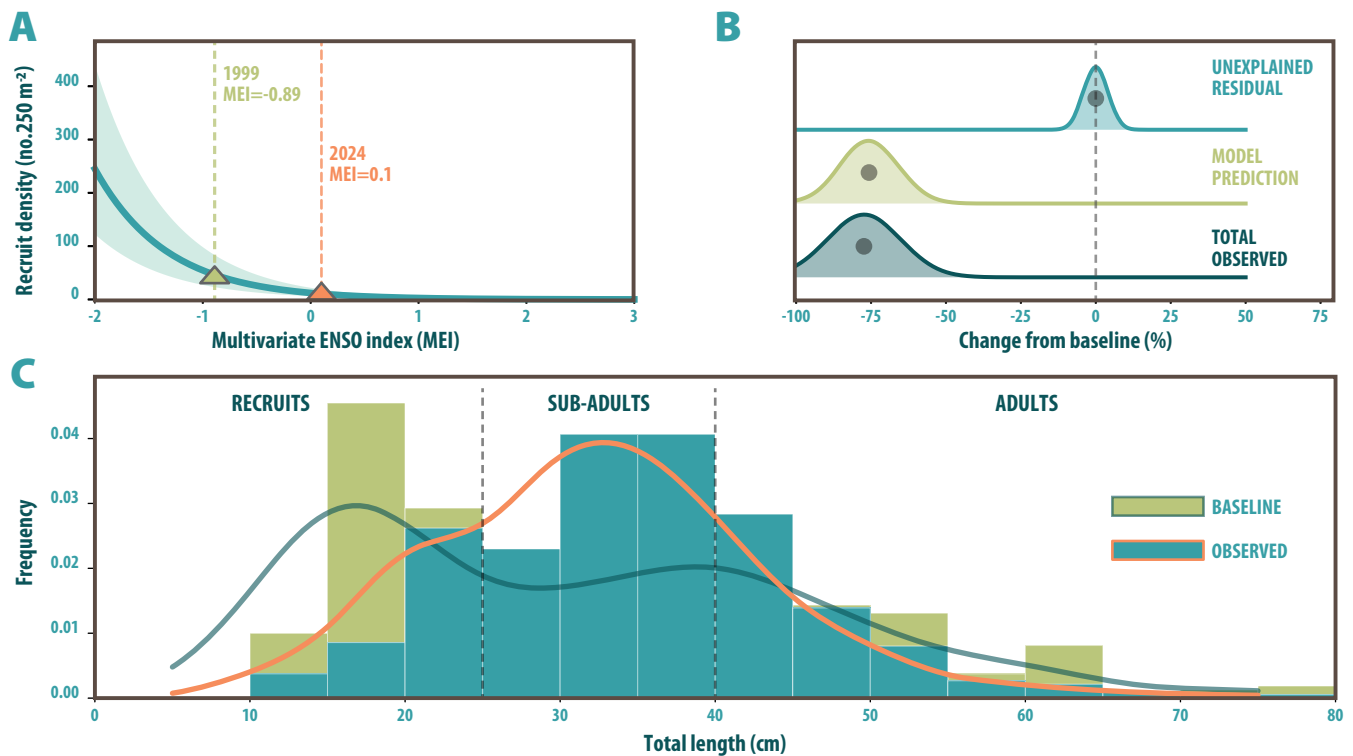 A
B
Recruit density (no.250 m⁻²)
400
300
200
100
0
1999
MEI=-0.89
2024
MEI=0.1
-2
-1
0
1
2
3
Multivariate ENSO index (MEI)
UNEXPLAINED
RESIDUAL
MODEL
PREDICTION
TOTAL
OBSERVED
-100
-75
-50
-25
0
25
50
75
Change from baseline (%)
C
RECRUITS
SUB-ADULTS
ADULTS
Frequency
0.04
0.03
0.02
0.01
0.00
BASELINE
OBSERVED
0
10
20
30
40
50
60
70
80
Total length (cm)